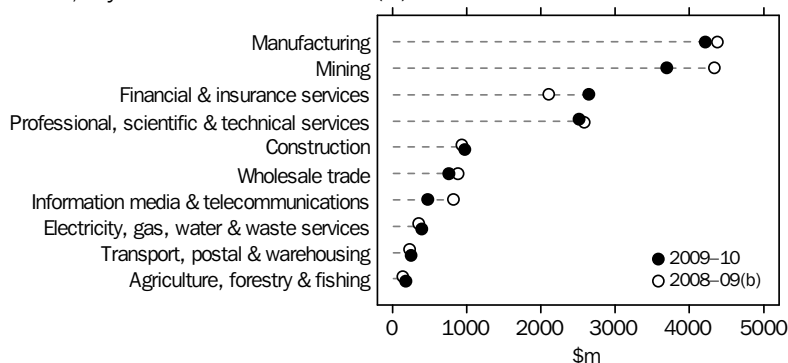 Manufacturing
Mining
Financial & insurance services
Professional, scientific & technical services
Construction
Wholesale trade
Information media & telecommunications
Electricity, gas, water & waste services
Transport, postal & warehousing
Agriculture, forestry & fishing
2009–10
2008–09(b)
0 1000 2000 3000 4000 5000
$m